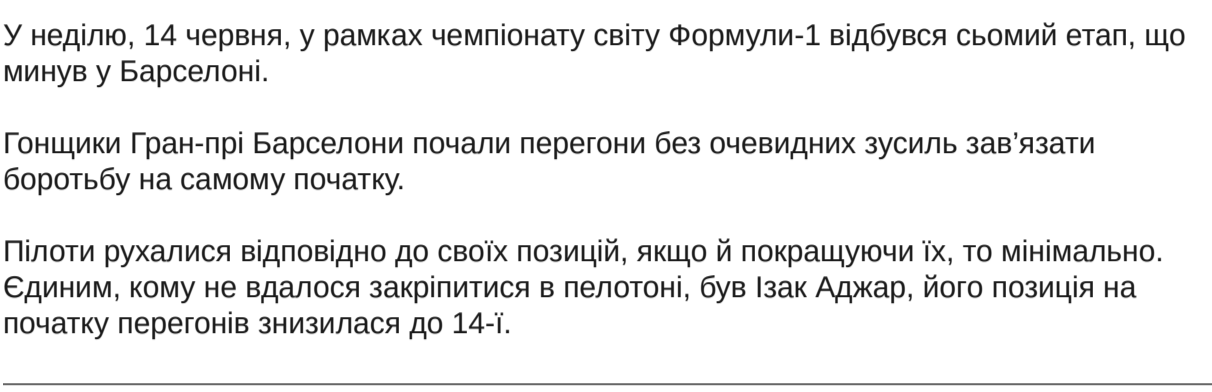 У неділю, 14 червня, у рамках чемпіонату світу Формули-1 відбувся сьомий етап, що
минув у Барселоні.
Гонщики Гран-прі Барселони почали перегони без очевидних зусиль зав’язати
боротьбу на самому початку.
Пілоти рухалися відповідно до своїх позицій, якщо й покращуючи їх, то мінімально.
Єдиним, кому не вдалося закріпитися в пелотоні, був Ізак Аджар, його позиція на
початку перегонів знизилася до 14-ї.